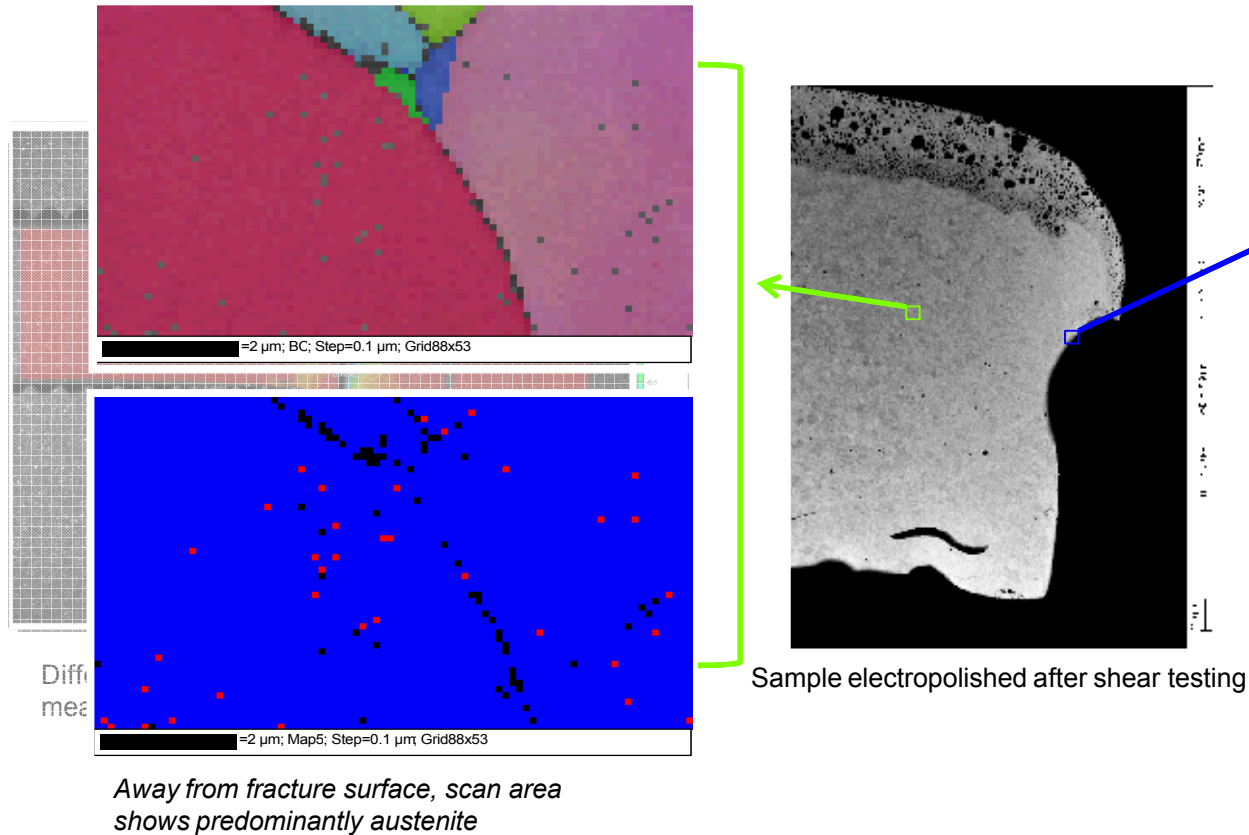 =2 µm; BC; Step=0.1 µm; Grid88x53
=2 µm; Map5; Step=0.1 µm; Grid88x53
Sample electropolished after shear testing
Away from fracture surface, scan area
shows predominantly austenite